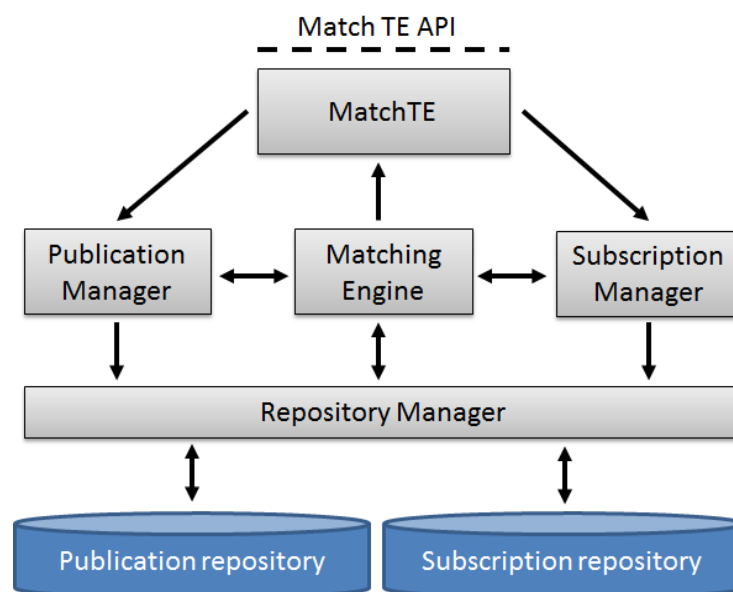 Match TE API
MatchTE
Publication
Manager
Matching
Engine
Subscription
Manager
Repository Manager
Publication repository
Subscription repository